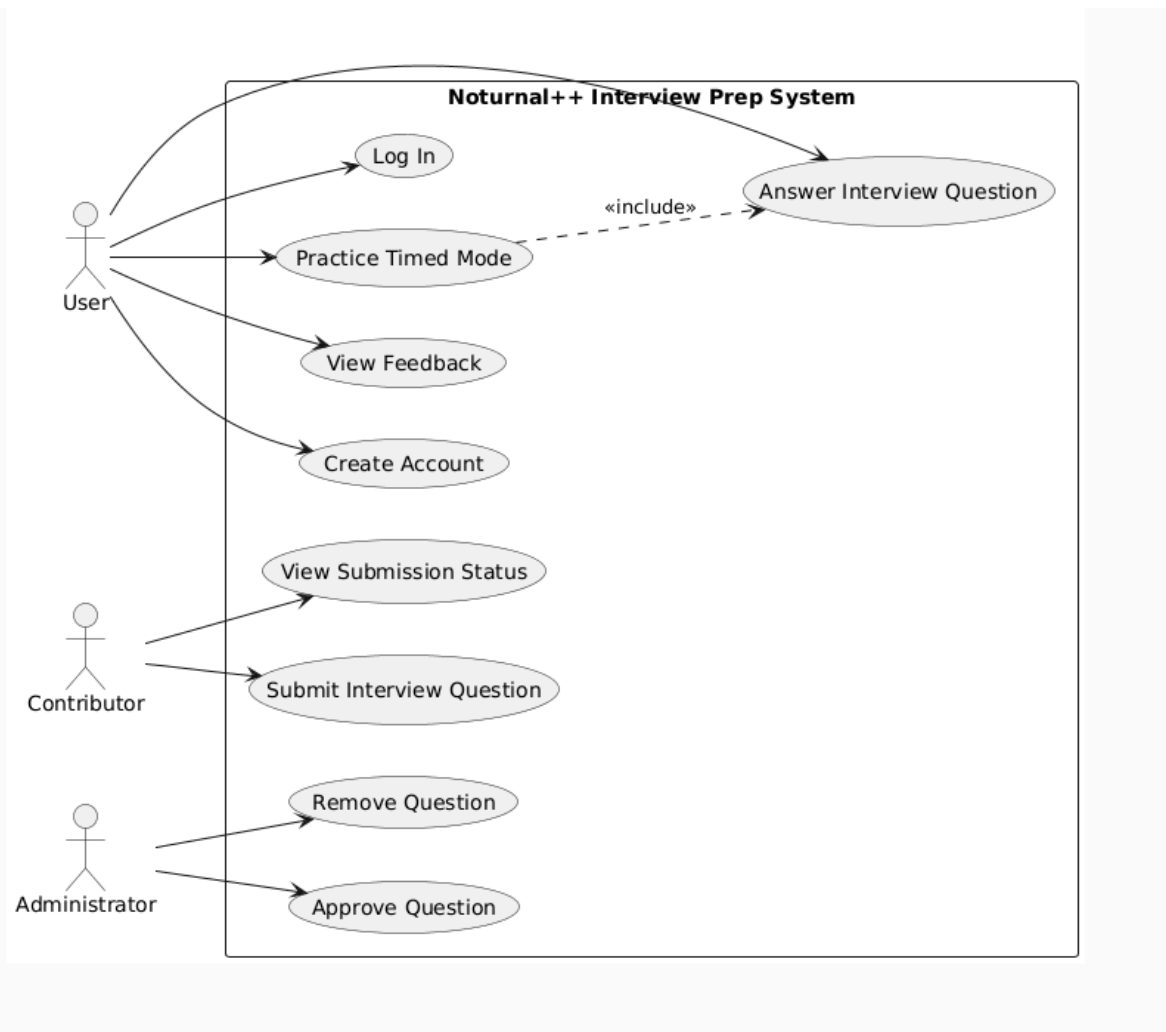 Noturnal++ Interview Prep System
Log In
Answer Interview Question
«include»
Practice Timed Mode
User
View Feedback
Create Account
View Submission Status
Contributor
Submit Interview Question
Remove Question
Administrator
Approve Question